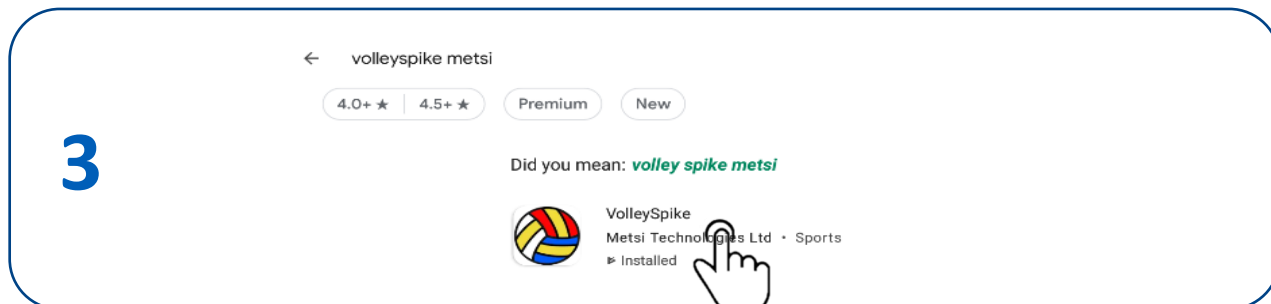 3
← volleyspike metsi
4.0+ ★ 4.5+ ★ Premium New
Did you mean: volley spike metsi
VolleySpike
Metsi Technologies Ltd • Sports
Installed